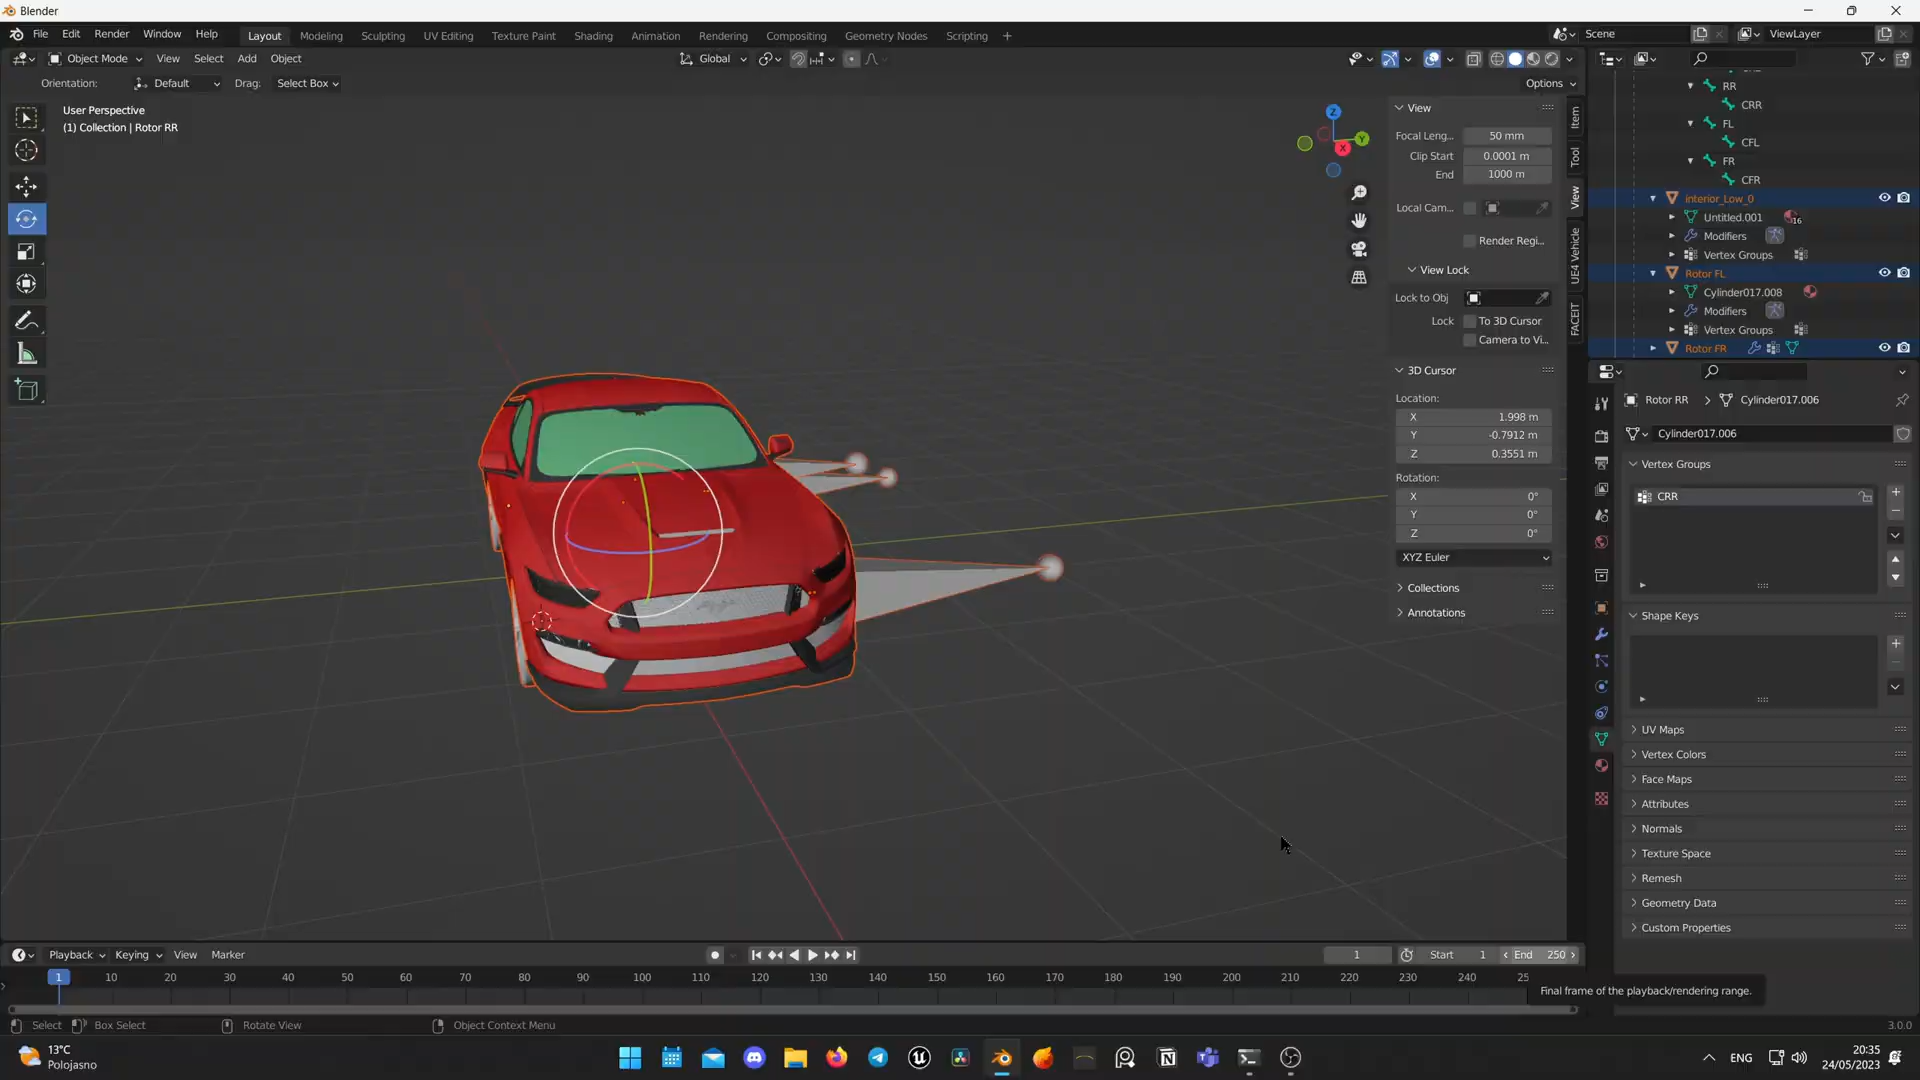 Blender
File Edit Render Window Help Layout Modeling Sculpting UV Editing Texture Paint Shading Animation Rendering Compositing Geometry Nodes Scripting + Scene ViewLayer
Object Mode View Select Add Object Global
Orientation: Default Drag: Select Box Options
User Perspective
(1) Collection | Rotor RR
Z
Y
X
View
Focal Leng... 50 mm
Clip Start 0.0001 m
End 1000 m
Local Cam...
Render Regi...
View Lock
Lock to Obj
Lock To 3D Cursor
Camera to Vi...
3D Cursor
Location:
X 1.998 m
Y -0.7912 m
Z 0.3551 m
Rotation:
X 0°
Y 0°
Z 0°
XYZ Euler
Collections
Annotations
Item
Tool
View
UE4 Vehicle
FACEIT
RR
CRR
FL
CFL
FR
CFR
interior_Low_0
Untitled.001 16
Modifiers
Vertex Groups
Rotor FL
Cylinder017.008
Modifiers
Vertex Groups
Rotor FR
Rotor RR Cylinder017.006
Cylinder017.006
Vertex Groups
CRR
Shape Keys
UV Maps
Vertex Colors
Face Maps
Attributes
Normals
Texture Space
Remesh
Geometry Data
Custom Properties
Playback Keying View Marker 1 Start 1 End 250
1 10 20 30 40 50 60 70 80 90 100 110 120 130 140 150 160 170 180 190 200 210 220 230 240 25
Final frame of the playback/rendering range.
Select Box Select Rotate View Object Context Menu 3.0.0
13°C
Polojasno
ENG
20:35
24/05/2023